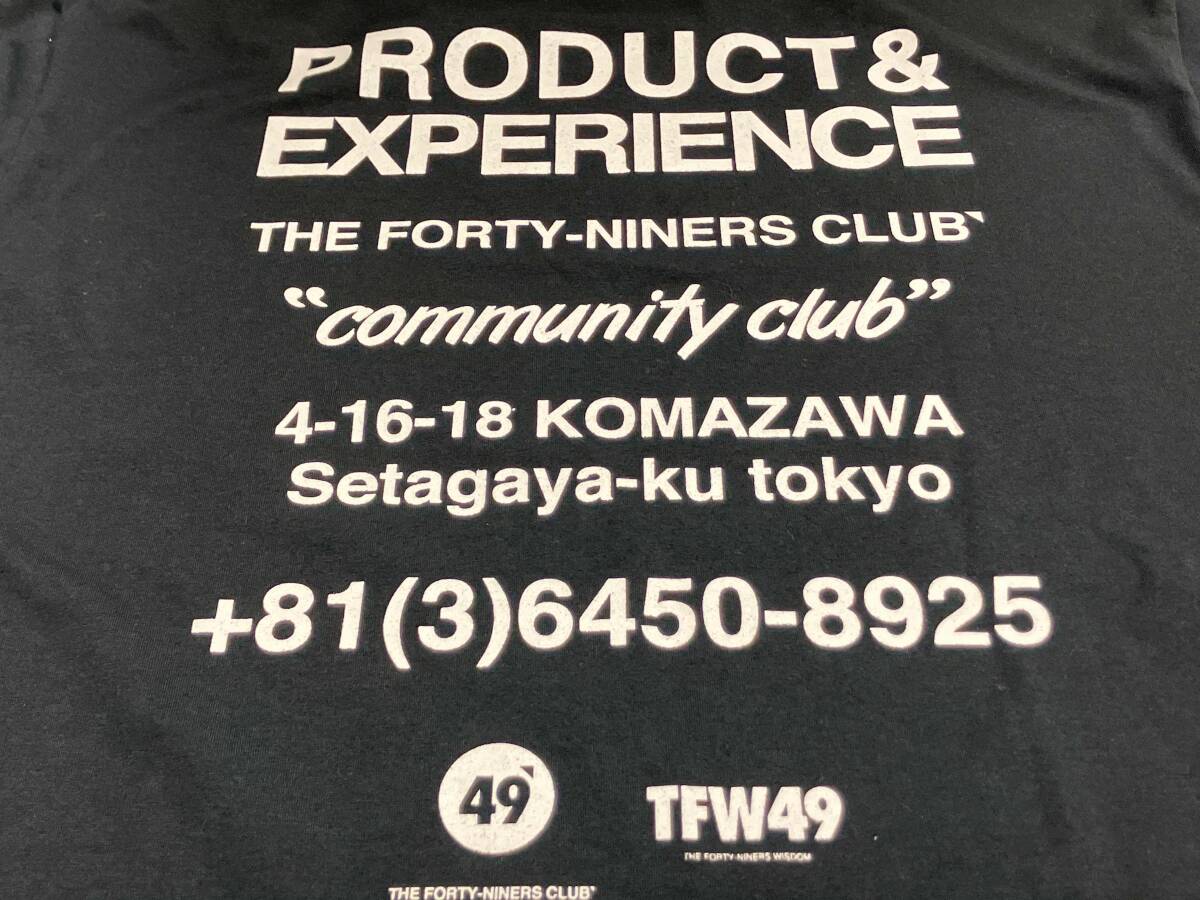 PRODUCT &
EXPERIENCE
THE FORTY-NINERS CLUB
“community club”
4-16-18 KOMAZAWA
Setagaya-ku tokyo
+81(3)6450-8925
49
TFW49
THE FORTY-NINERS WISDOM
THE FORTY-NINERS CLUB